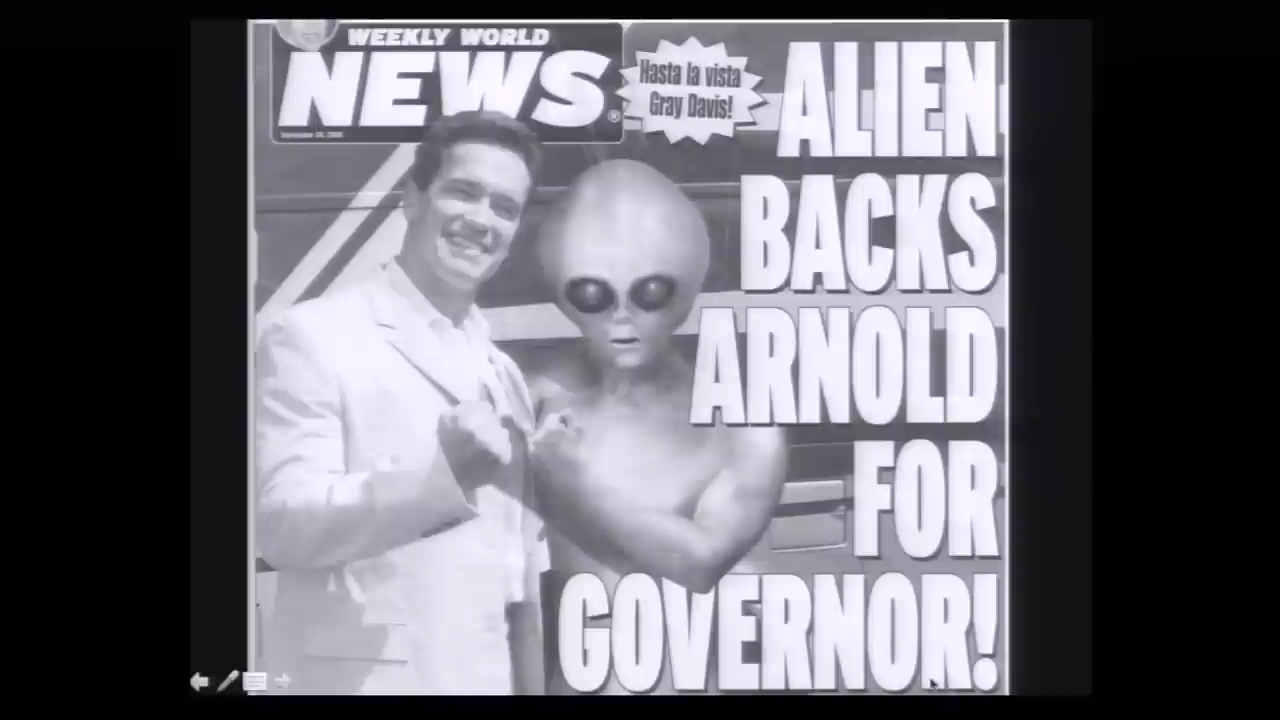 WEEKLY WORLD
NEWS®
Hasta la vista
Gray Davis!
ALIEN
BACKS
ARNOLD
FOR
GOVERNOR!